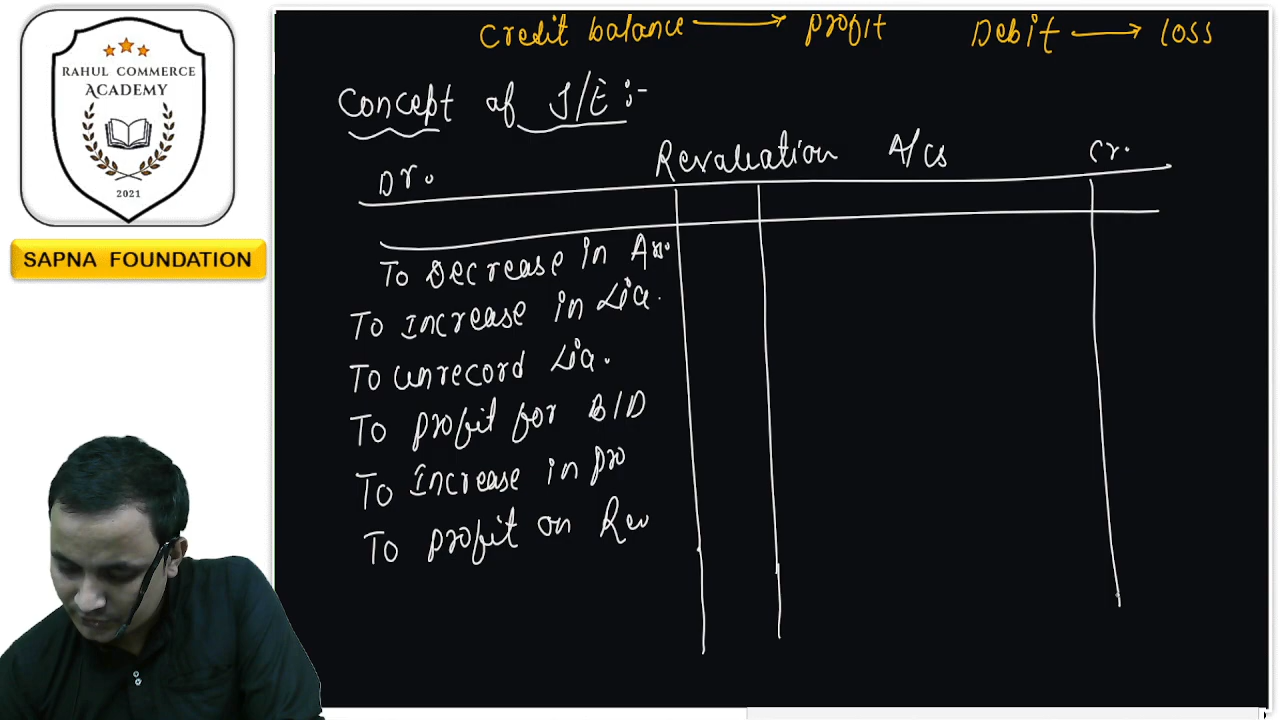 RAHUL COMMERCE
ACADEMY
2021
SAPNA FOUNDATION
Credit balance → profit Debit → loss
Concept of J/E :-
Dr. Revaluation A/cs Cr.
To Decrease in Ass.
To Increase in Lia.
To unrecord Lia.
To profit for B/D
To Increase in pro
To profit on Rev